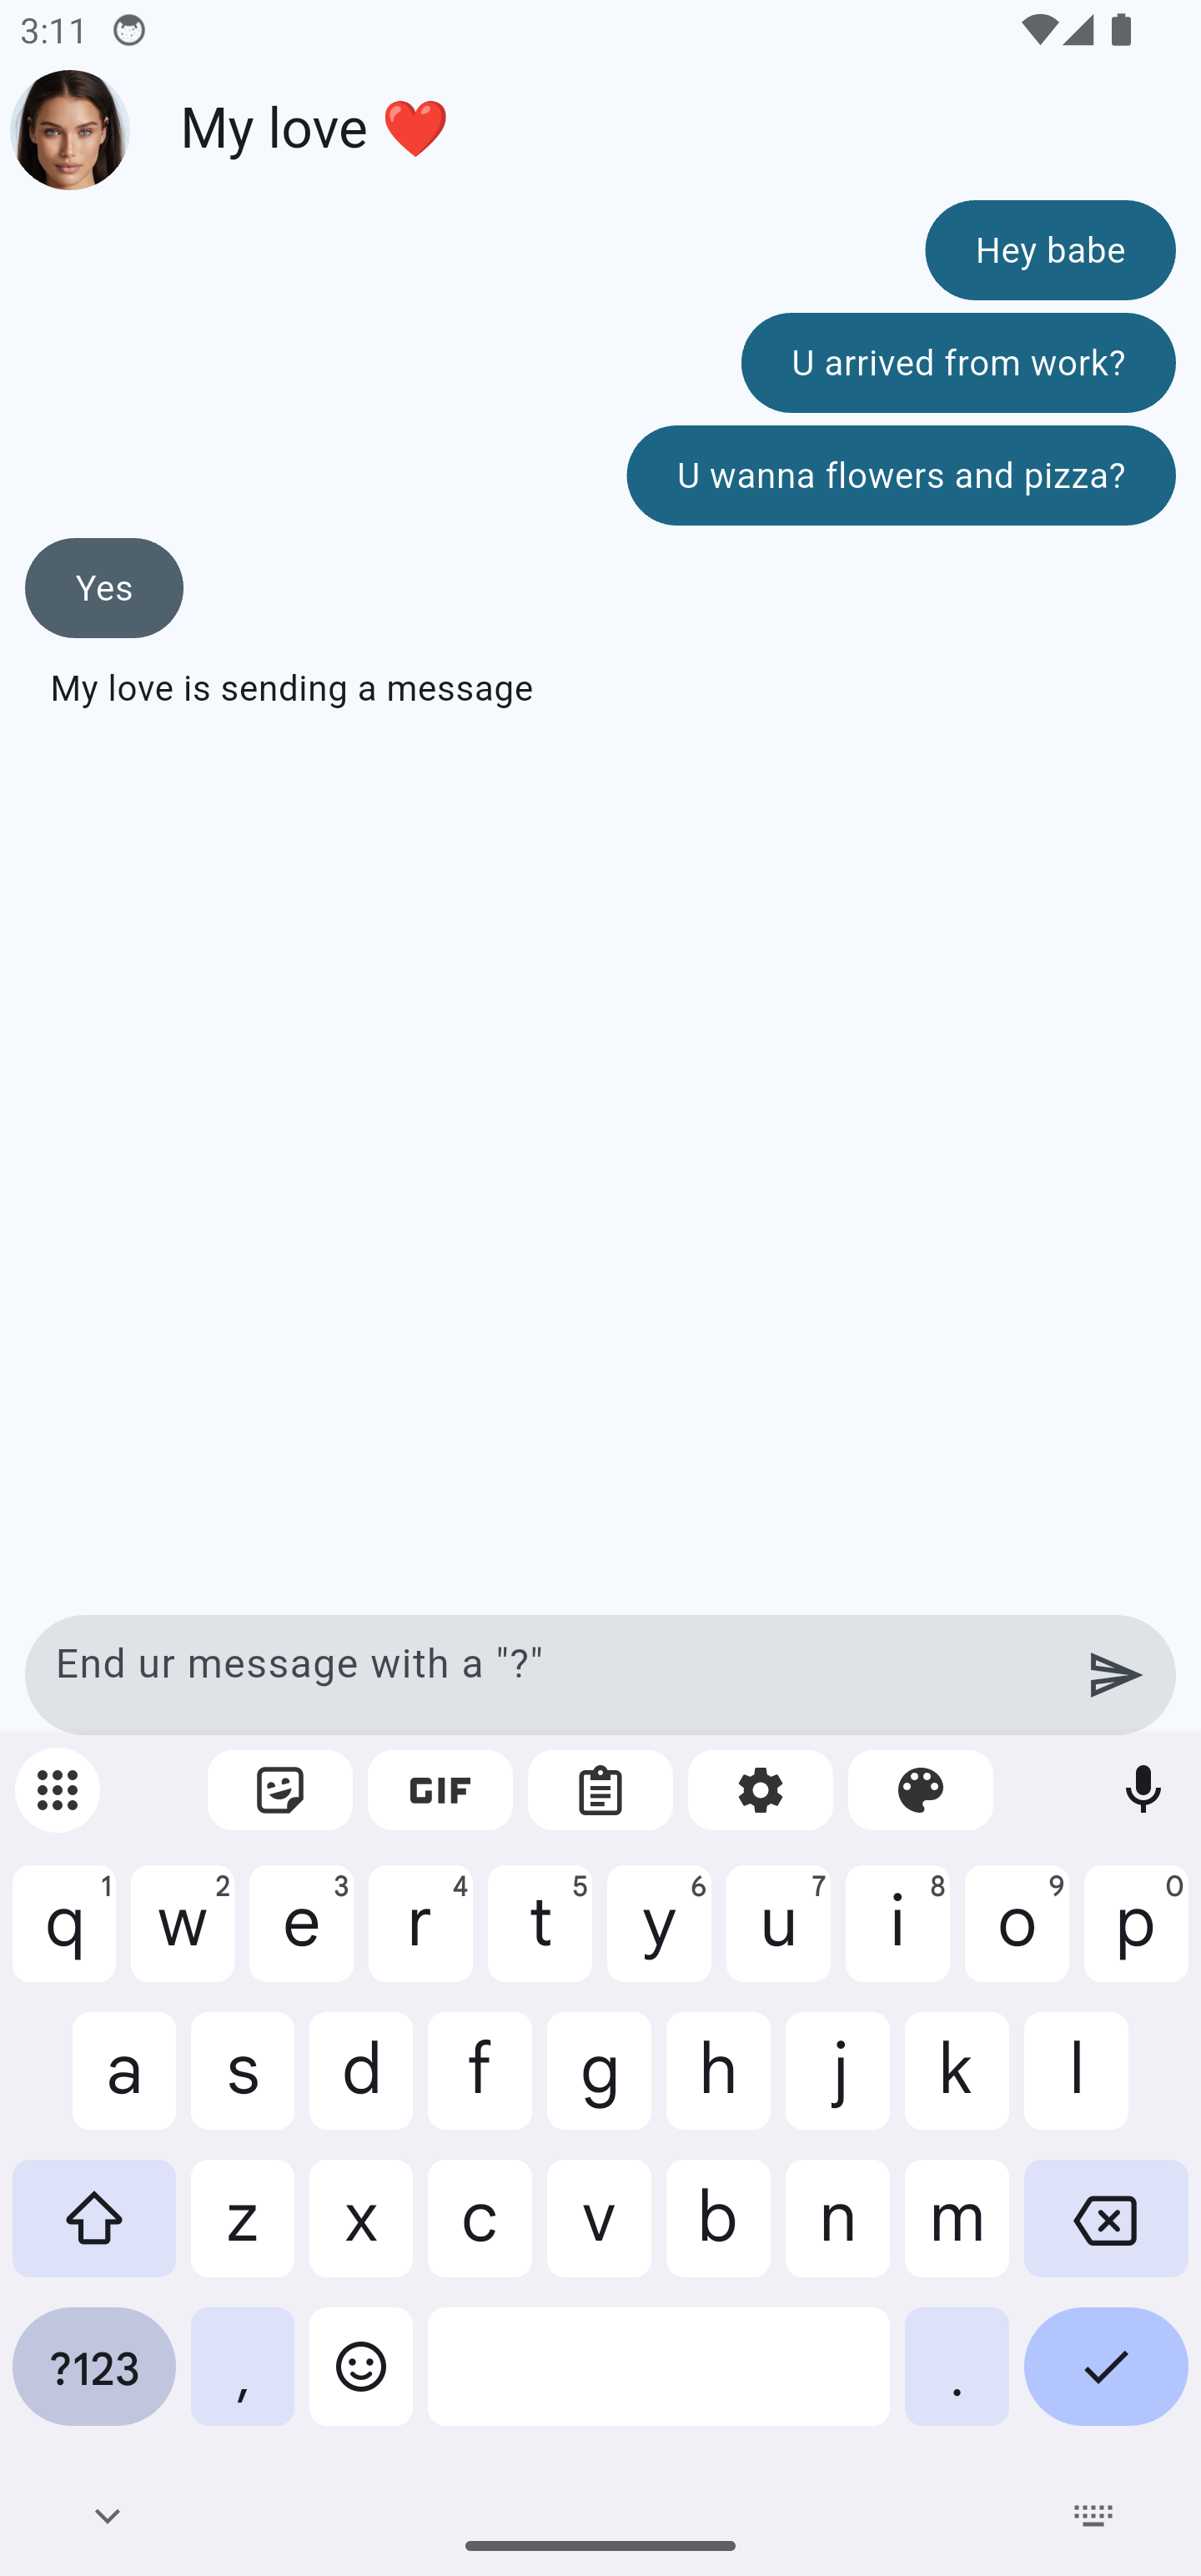 3:11
My love ❤️
Hey babe
U arrived from work?
U wanna flowers and pizza?
Yes
My love is sending a message
End ur message with a "?"
GIF
q 1 w 2 e 3 r 4 t 5 y 6 u 7 i 8 o 9 p 0
a s d f g h j k l
z x c v b n m
?123 , .